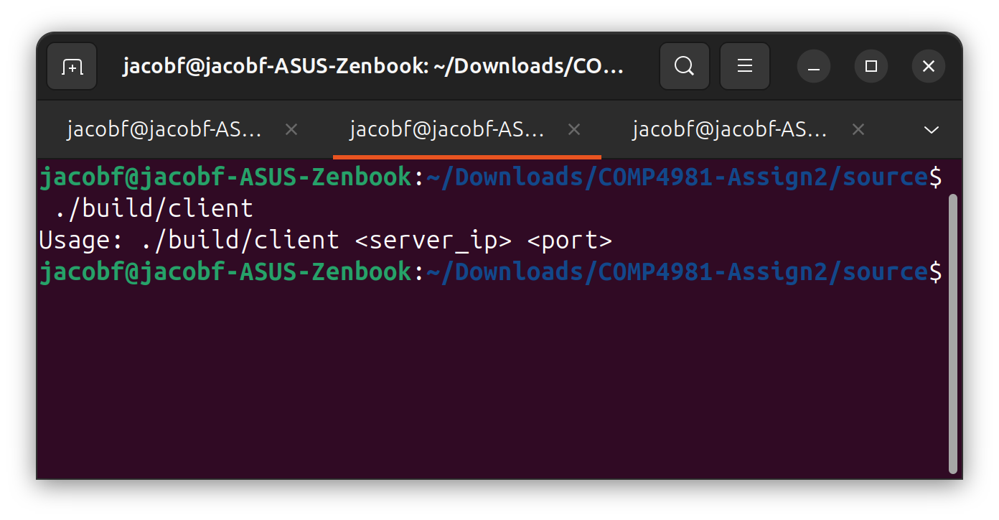 jacobf@jacobf-ASUS-Zenbook: ~/Downloads/CO...
jacobf@jacobf-AS... jacobf@jacobf-AS... jacobf@jacobf-AS...
jacobf@jacobf-ASUS-Zenbook:~/Downloads/COMP4981-Assign2/source$
./build/client
Usage: ./build/client <server_ip> <port>
jacobf@jacobf-ASUS-Zenbook:~/Downloads/COMP4981-Assign2/source$